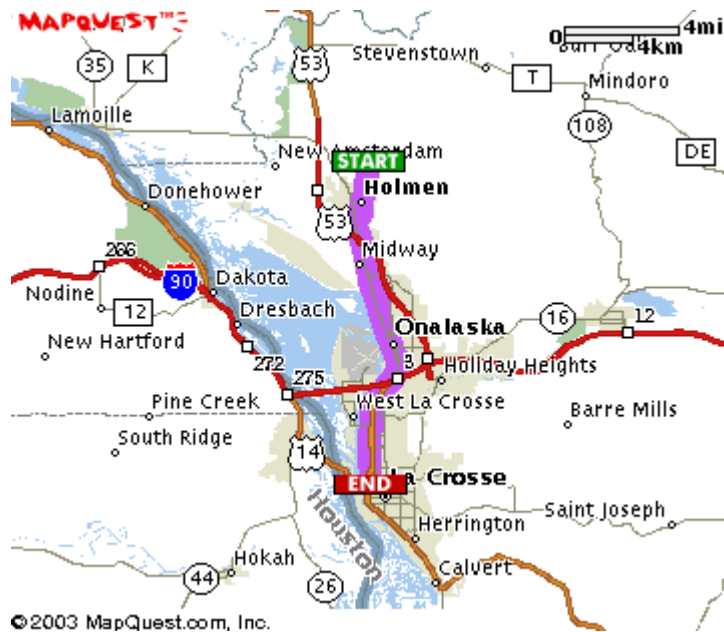 MAPQUEST™
4mi
0
4km
Stevenstown
53
35
K
T
Mindoro
Lamoille
108
New Amsterdam
DE
START
Donehower
Holmen
53
Midway
266
90
Dakota
Nodine
12
Dresbach
16
12
Onalaska
New Hartford
272
3
Holiday Heights
275
Pine Creek
West La Crosse
Barre Mills
South Ridge
14
END
La Crosse
Houston
Saint Joseph
Herrington
Hokah
Calvert
44
26
©2003 MapQuest.com, Inc.